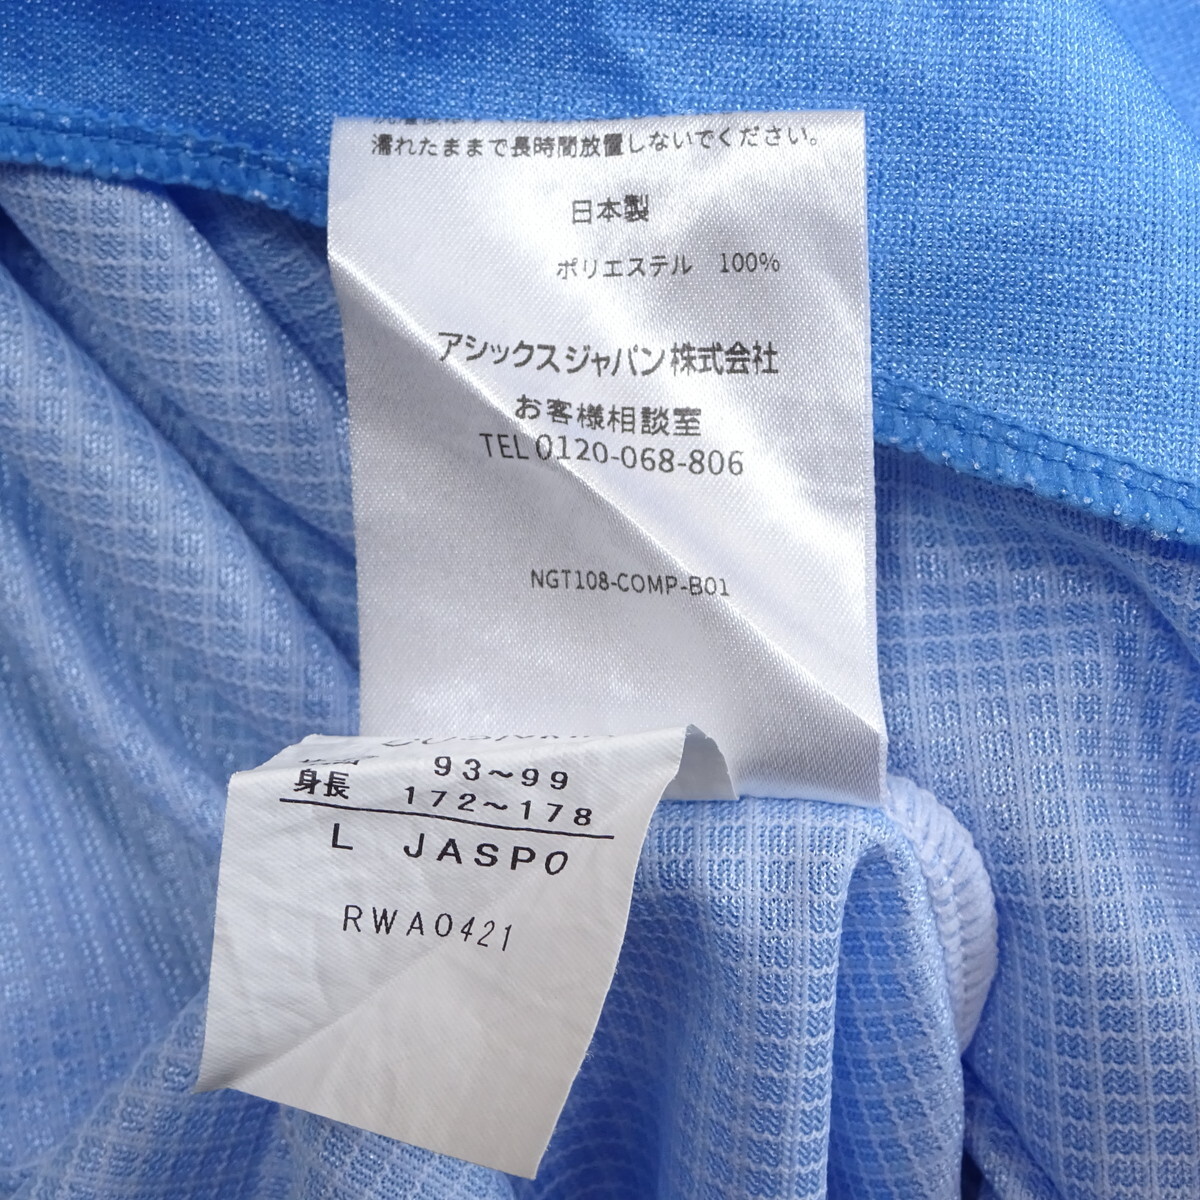 濡れたままで長時間放置しないでください。
日本製
ポリエステル 100%
アシックスジャパン株式会社
お客様相談室
TEL 0120-068-806
NGT108-COMP-B01
93~99
身長 172~178
L JASPO
RWA0421